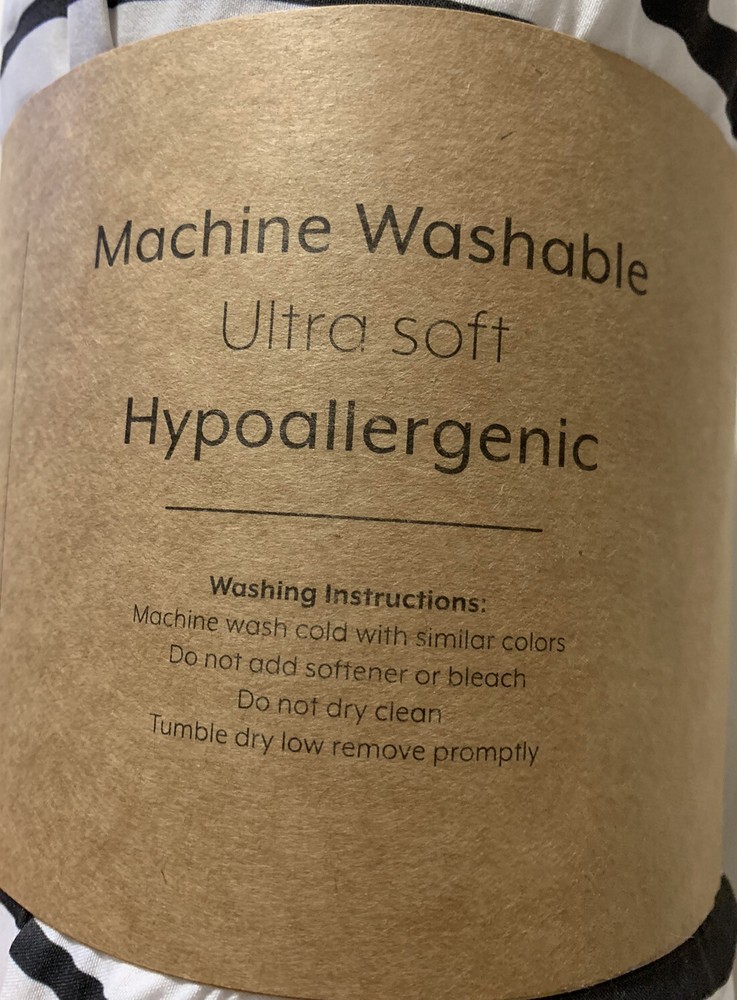 Machine Washable
Ultra soft
Hypoallergenic
Washing Instructions:
Machine wash cold with similar colors
Do not add softener or bleach
Do not dry clean
Tumble dry low remove promptly